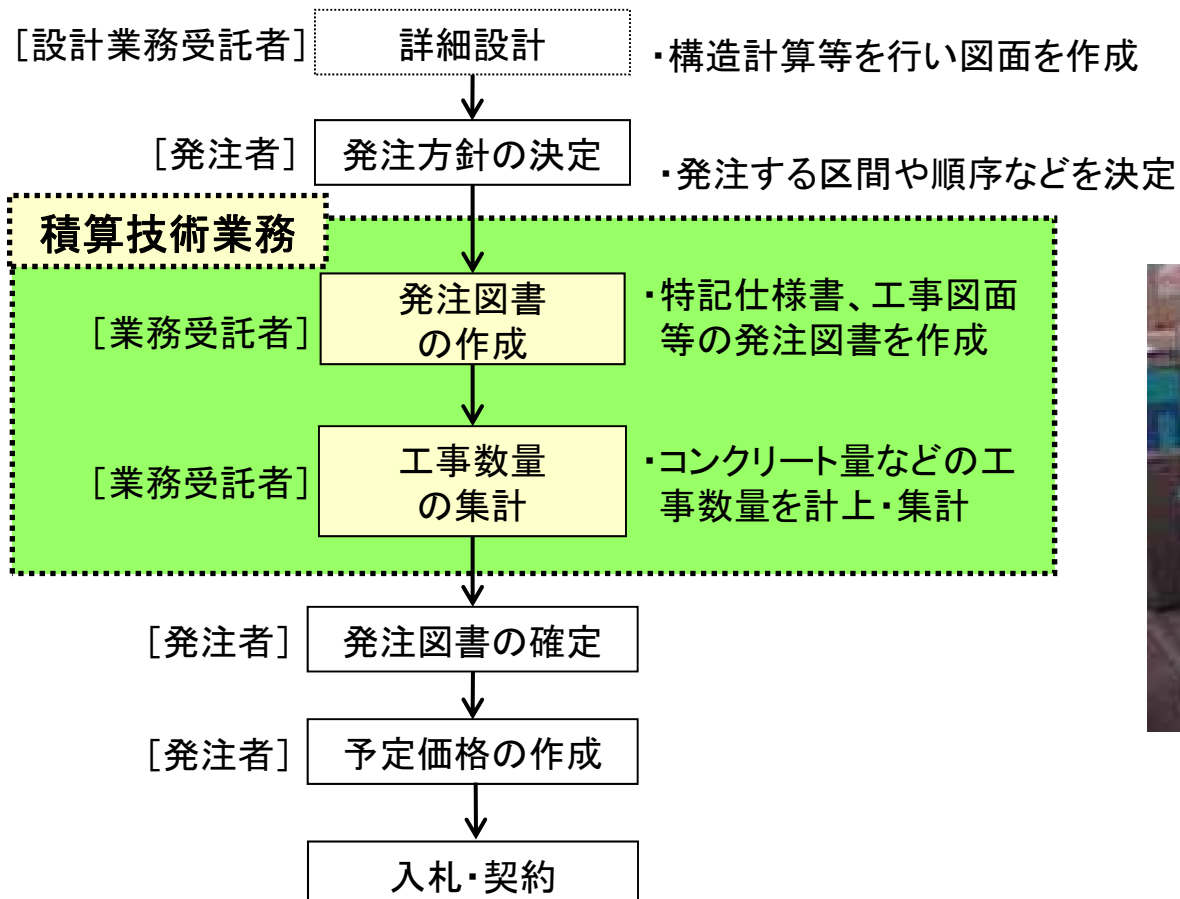 [設計業務受託者] 詳細設計 ・構造計算等を行い図面を作成
[発注者] 発注方針の決定 ・発注する区間や順序などを決定
積算技術業務
[業務受託者] 発注図書 ・特記仕様書、工事図面
の作成 等の発注図書を作成
[業務受託者] 工事数量 ・コンクリート量などの工
の集計 事数量を計上・集計
[発注者] 発注図書の確定
[発注者] 予定価格の作成
入札・契約